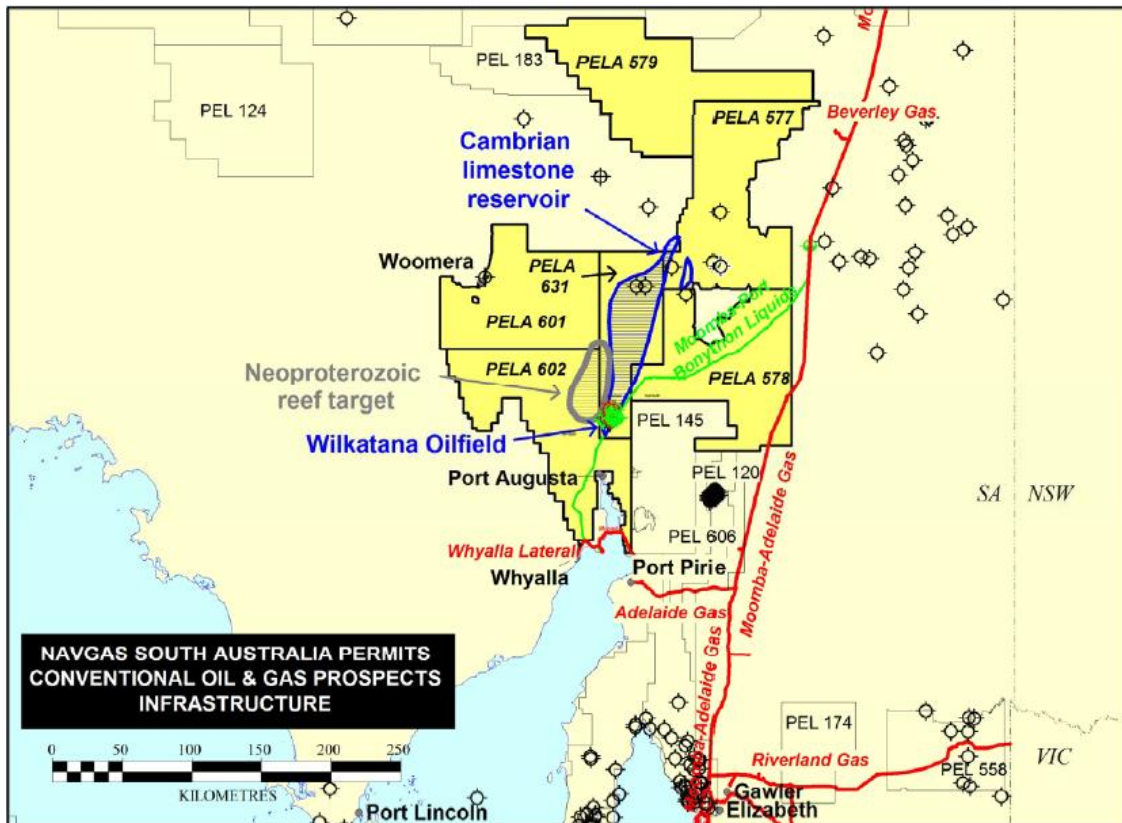 PEL 183
PELA 579
PEL 124
PELA 577
Beverley Gas
Cambrian
limestone
reservoir
Woomera
PELA
631
PELA 601
Moomba-Port
Bonython Liquids
PELA 602
PELA 578
Neoproterozoic
reef target
PEL 145
Wilkatana Oilfield
Port Augusta
PEL 120
SA
NSW
PEL 606
Whyalla Lateral
Whyalla
Port Pirie
Moomba-Adelaide Gas
Adelaide Gas
Moomba-Adelaide Gas
NAVGAS SOUTH AUSTRALIA PERMITS
CONVENTIONAL OIL & GAS PROSPECTS
INFRASTRUCTURE
PEL 174
0 50 100 150 200 250
KILOMETRES
Riverland Gas
VIC
PEL 558
Gawler
Elizabeth
Port Lincoln